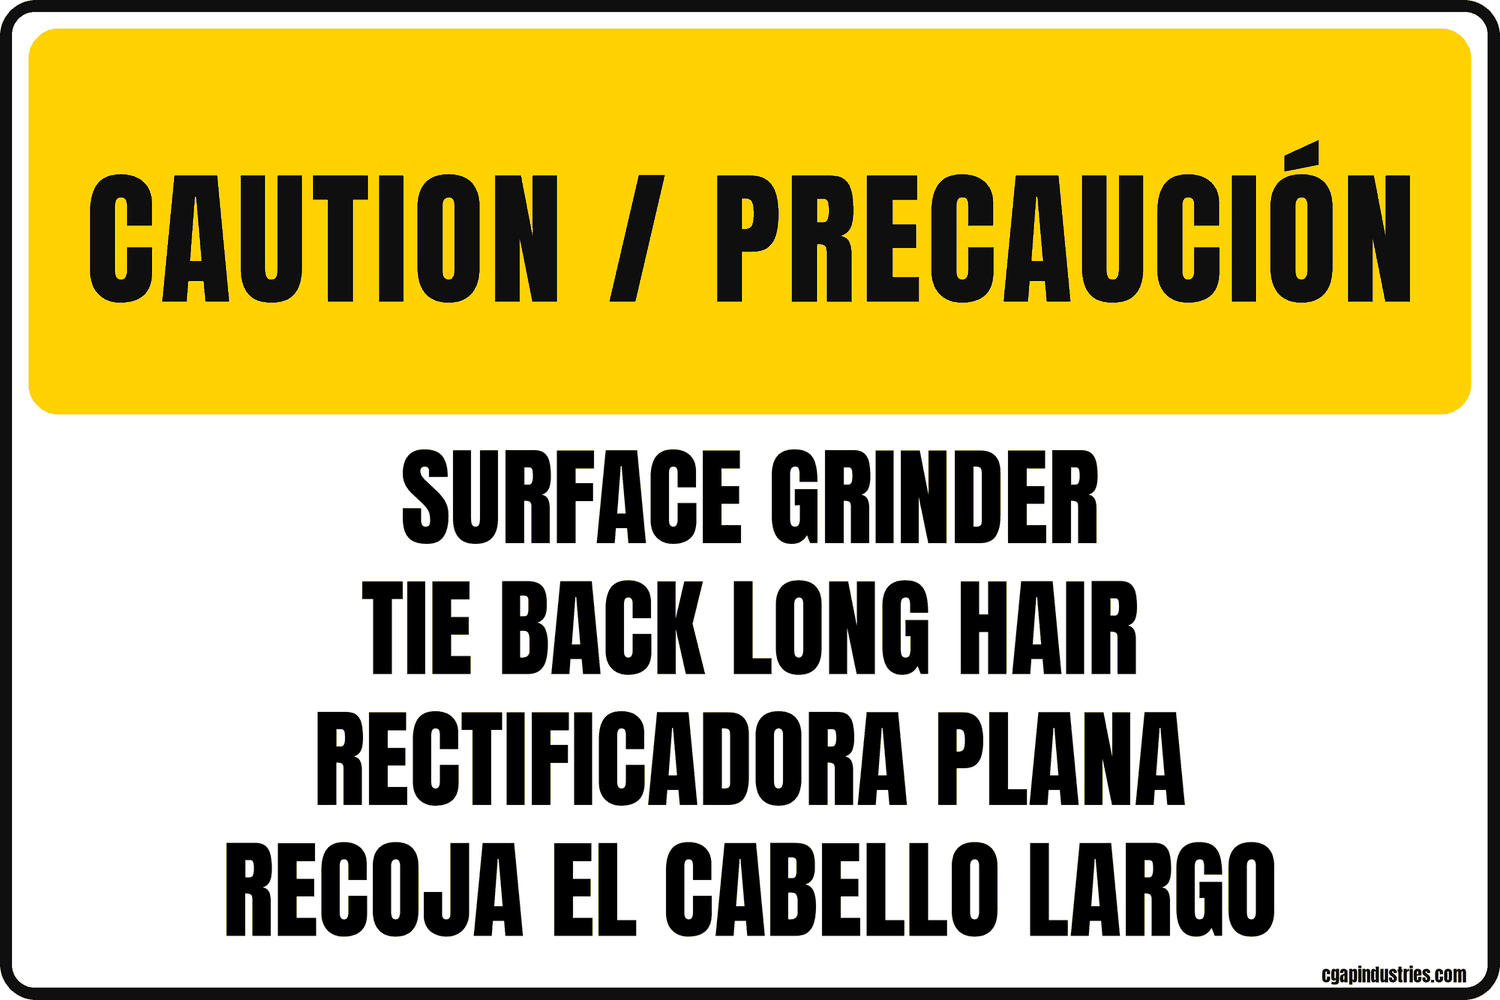 CAUTION / PRECAUCIÓN
SURFACE GRINDER
TIE BACK LONG HAIR
RECTIFICADORA PLANA
RECOJA EL CABELLO LARGO
cgapindustries.com